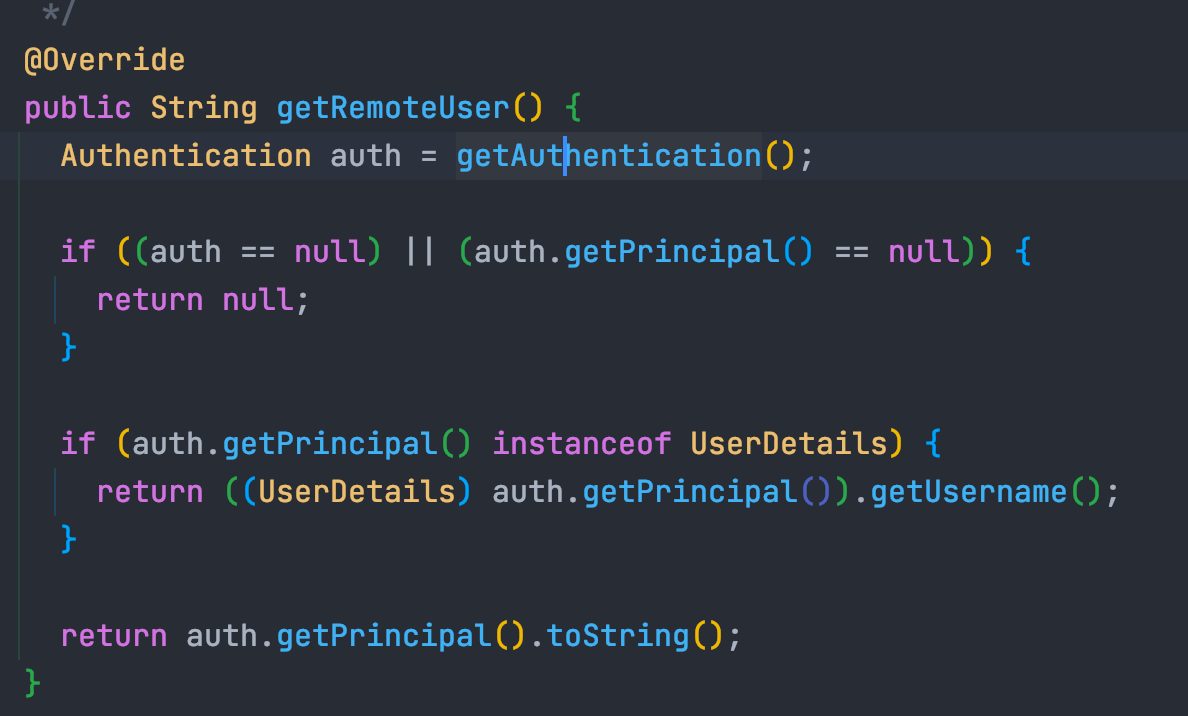 */
@Override
public String getRemoteUser() {
Authentication auth = getAuthentication();
if ((auth == null) || (auth.getPrincipal() == null)) {
return null;
}
if (auth.getPrincipal() instanceof UserDetails) {
return ((UserDetails) auth.getPrincipal()).getUsername();
}
return auth.getPrincipal().toString();
}